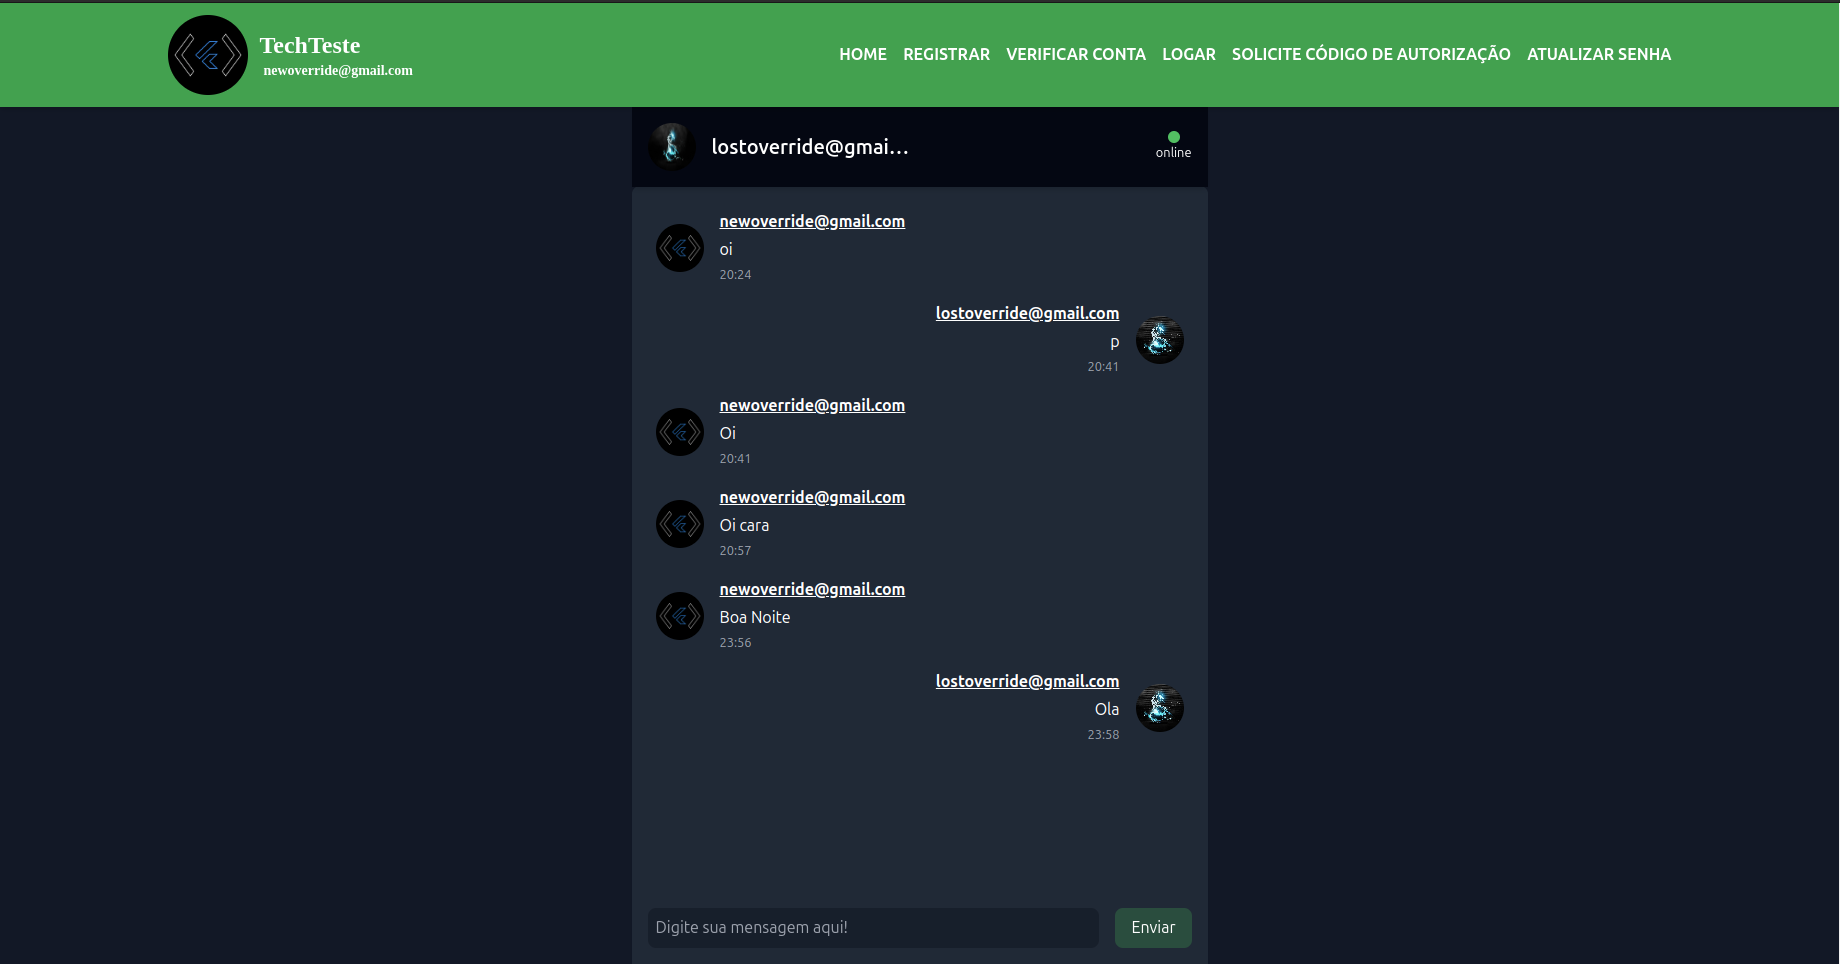 TechTeste
newoverride@gmail.com
HOME REGISTRAR VERIFICAR CONTA LOGAR SOLICITE CÓDIGO DE AUTORIZAÇÃO ATUALIZAR SENHA
lostoverride@gmai...
online
newoverride@gmail.com
oi
20:24
lostoverride@gmail.com
p
20:41
newoverride@gmail.com
Oi
20:41
newoverride@gmail.com
Oi cara
20:57
newoverride@gmail.com
Boa Noite
23:56
lostoverride@gmail.com
Ola
23:58
Digite sua mensagem aqui!
Enviar